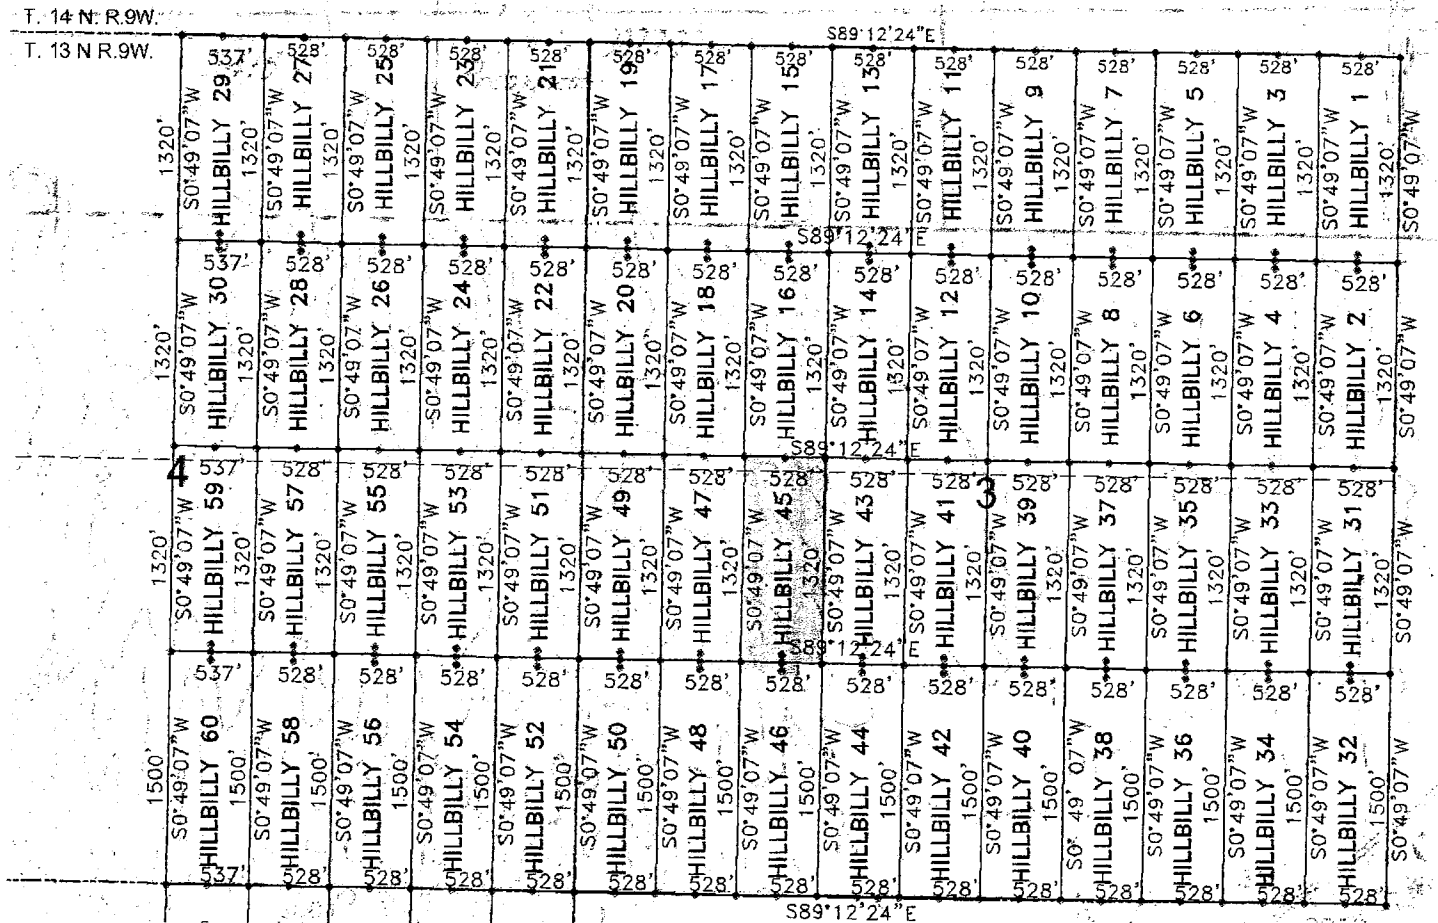 T. 14 N. R.9W.
T. 13 N R.9W.
S89°12'24"E
537' 528' 528' 528' 528' 528' 528' 528' 528' 528' 528' 528' 528' 528' 528'
1320' S0°49'07"W HILLBILLY 29 1320'
S0°49'07"W HILLBILLY 27 1320'
S0°49'07"W HILLBILLY 25 1320'
S0°49'07"W HILLBILLY 23 1320'
S0°49'07"W HILLBILLY 21 1320'
S0°49'07"W HILLBILLY 19 1320'
S0°49'07"W HILLBILLY 17 1320'
S0°49'07"W HILLBILLY 15 1320'
S0°49'07"W HILLBILLY 13 1320'
S0°49'07"W HILLBILLY 11 1320'
S0°49'07"W HILLBILLY 9 1320'
S0°49'07"W HILLBILLY 7 1320'
S0°49'07"W HILLBILLY 5 1320'
S0°49'07"W HILLBILLY 3 1320'
S0°49'07"W HILLBILLY 1 1320' S0°49'07"W
S89°12'24"E
537' 528' 528' 528' 528' 528' 528' 528' 528' 528' 528' 528' 528' 528' 528'
1320' S0°49'07"W HILLBILLY 30 1320'
S0°49'07"W HILLBILLY 28 1320'
S0°49'07"W HILLBILLY 26 1320'
S0°49'07"W HILLBILLY 24 1320'
S0°49'07"W HILLBILLY 22 1320'
S0°49'07"W HILLBILLY 20 1320'
S0°49'07"W HILLBILLY 18 1320'
S0°49'07"W HILLBILLY 16 1320'
S0°49'07"W HILLBILLY 14 1320'
S0°49'07"W HILLBILLY 12 1320'
S0°49'07"W HILLBILLY 10 1320'
S0°49'07"W HILLBILLY 8 1320'
S0°49'07"W HILLBILLY 6 1320'
S0°49'07"W HILLBILLY 4 1320'
S0°49'07"W HILLBILLY 2 1320' S0°49'07"W
S89°12'24"E
4
3
537' 528' 528' 528' 528' 528' 528' 528' 528' 528' 528' 528' 528' 528' 528'
1320' S0°49'07"W HILLBILLY 59 1320'
S0°49'07"W HILLBILLY 57 1320'
S0°49'07"W HILLBILLY 55 1320'
S0°49'07"W HILLBILLY 53 1320'
S0°49'07"W HILLBILLY 51 1320'
S0°49'07"W HILLBILLY 49 1320'
S0°49'07"W HILLBILLY 47 1320'
S0°49'07"W HILLBILLY 45 1320'
S0°49'07"W HILLBILLY 43 1320'
S0°49'07"W HILLBILLY 41 1320'
S0°49'07"W HILLBILLY 39 1320'
S0°49'07"W HILLBILLY 37 1320'
S0°49'07"W HILLBILLY 35 1320'
S0°49'07"W HILLBILLY 33 1320'
S0°49'07"W HILLBILLY 31 1320' S0°49'07"W
S89°12'24"E
537' 528' 528' 528' 528' 528' 528' 528' 528' 528' 528' 528' 528' 528' 528'
1500' S0°49'07"W HILLBILLY 60 1500'
S0°49'07"W HILLBILLY 58 1500'
S0°49'07"W HILLBILLY 56 1500'
S0°49'07"W HILLBILLY 54 1500'
S0°49'07"W HILLBILLY 52 1500'
S0°49'07"W HILLBILLY 50 1500'
S0°49'07"W HILLBILLY 48 1500'
S0°49'07"W HILLBILLY 46 1500'
S0°49'07"W HILLBILLY 44 1500'
S0°49'07"W HILLBILLY 42 1500'
S0°49'07"W HILLBILLY 40 1500'
S0° 49' 07"W HILLBILLY 38 1500'
S0°49'07"W HILLBILLY 36 1500'
S0°49'07"W HILLBILLY 34 1500'
S0°49'07"W HILLBILLY 32 1500' S0°49'07"W
537' 528' 528' 528' 528' 528' 528' 528' 528' 528' 528' 528' 528' 528' 528'
S89°12'24"E